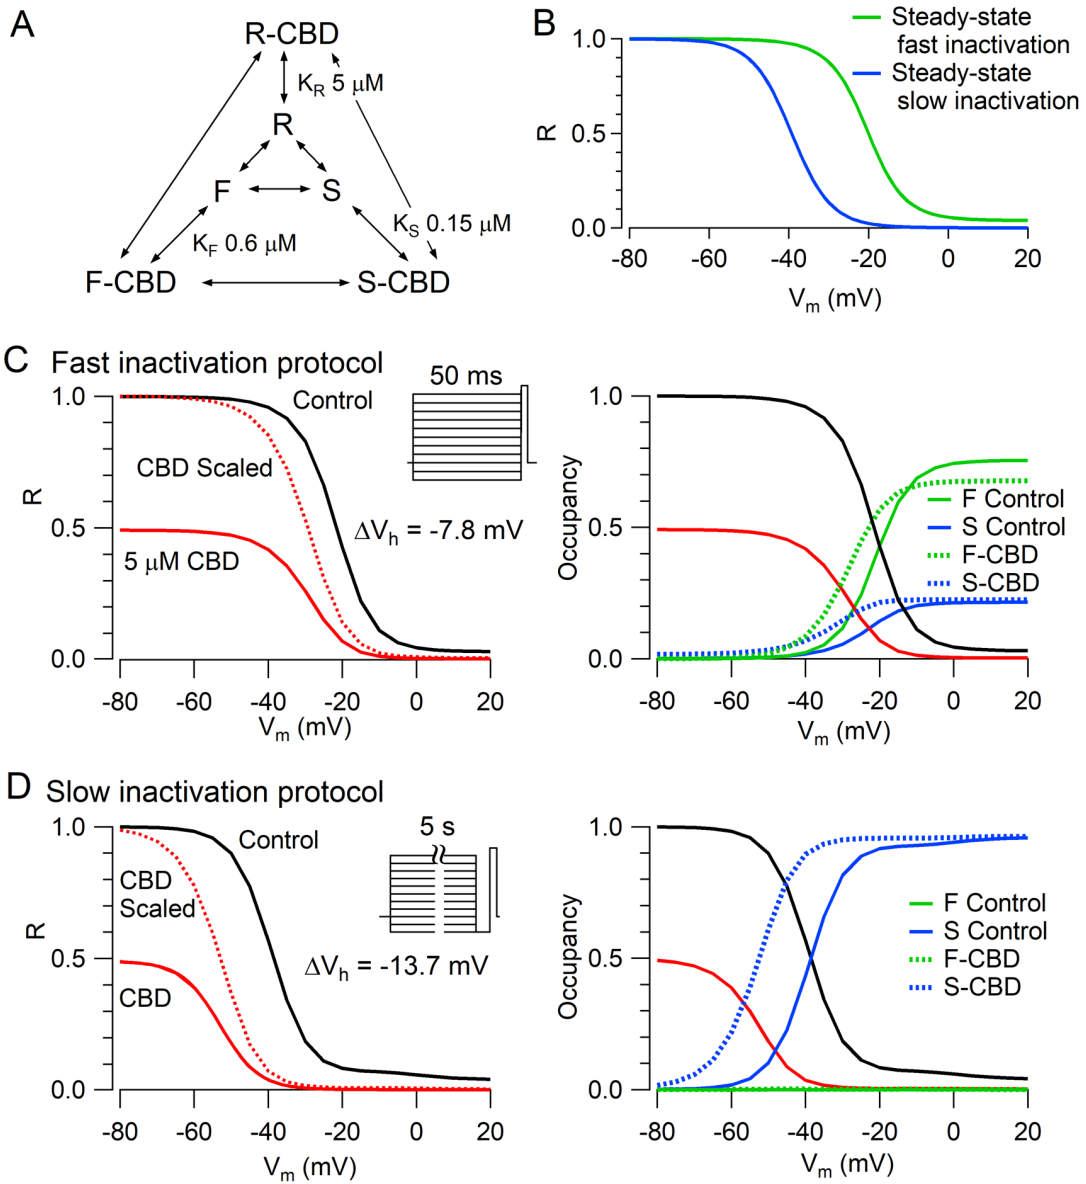 A
R-CBD
K_R 5 μM
R
F
S
K_S 0.15 μM
K_F 0.6 μM
F-CBD
S-CBD
B
Steady-state
fast inactivation
Steady-state
slow inactivation
1.0
0.5
0.0
R
-80
-60
-40
-20
0
20
V_m (mV)
C
Fast inactivation protocol
1.0
0.5
0.0
R
Control
CBD Scaled
5 μM CBD
50 ms
ΔV_h = -7.8 mV
-80
-60
-40
-20
0
20
V_m (mV)
1.0
0.5
0.0
Occupancy
F Control
S Control
F-CBD
S-CBD
-80
-60
-40
-20
0
20
V_m (mV)
D
Slow inactivation protocol
1.0
0.5
0.0
R
Control
CBD
Scaled
CBD
5 s
ΔV_h = -13.7 mV
-80
-60
-40
-20
0
20
V_m (mV)
1.0
0.5
0.0
Occupancy
F Control
S Control
F-CBD
S-CBD
-80
-60
-40
-20
0
20
V_m (mV)